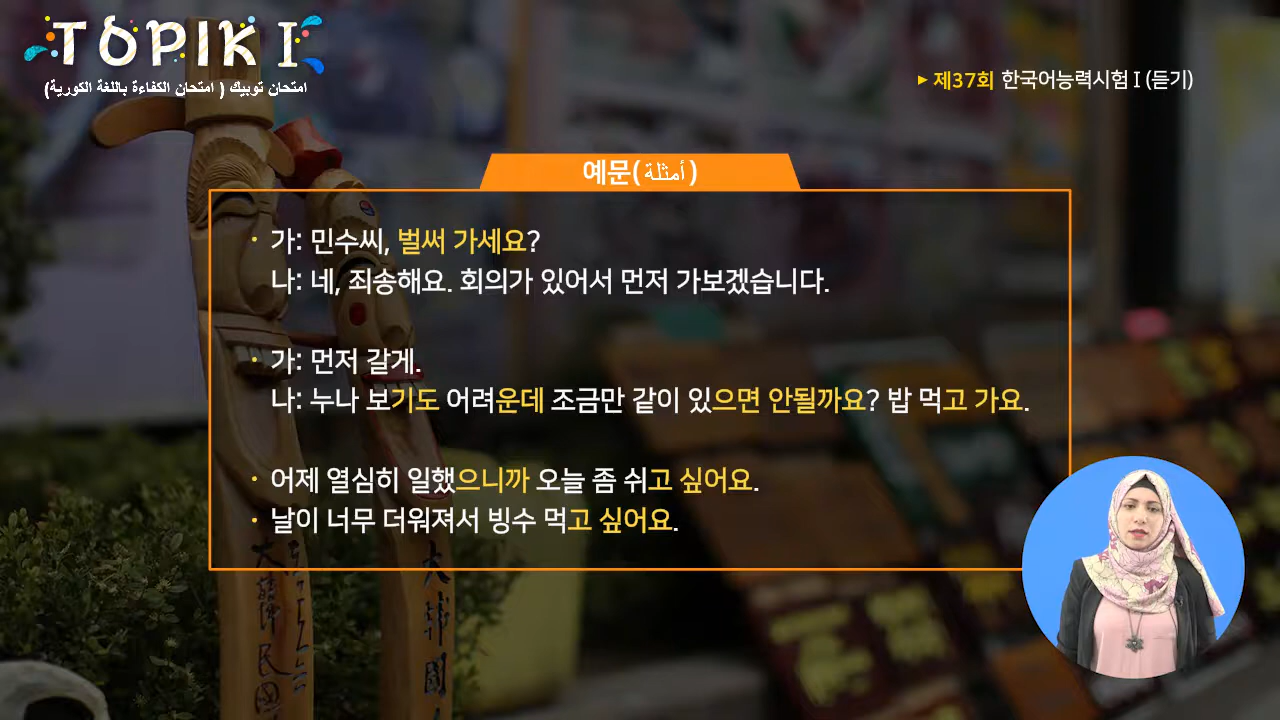 TOPIK I
امتحان توبيك ( امتحان الكفاءة باللغة الكورية)
▶ 제37회 한국어능력시험 I (듣기)
예문(أمثلة)
· 가: 민수씨, 벌써 가세요?
나: 네, 죄송해요. 회의가 있어서 먼저 가보겠습니다.
· 가: 먼저 갈게.
나: 누나 보기도 어려운데 조금만 같이 있으면 안될까요? 밥 먹고 가요.
· 어제 열심히 일했으니까 오늘 좀 쉬고 싶어요.
· 날이 너무 더워져서 빙수 먹고 싶어요.